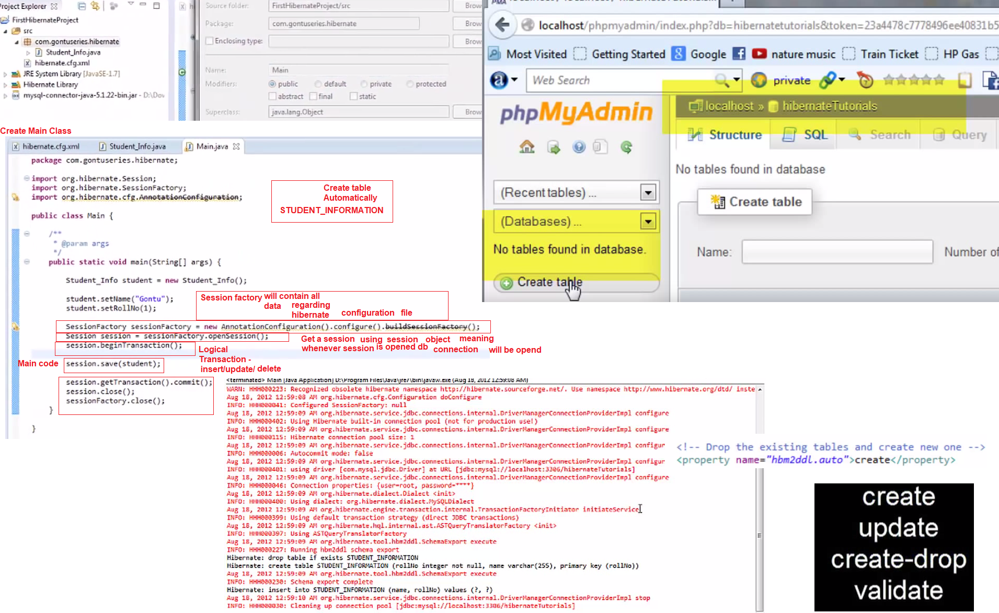 Project Explorer
FirstHibernateProject
src
com.gontuseries.hibernate
Student_Info.java
hibernate.cfg.xml
JRE System Library [JavaSE-1.7]
Hibernate Library
mysql-connector-java-5.1.22-bin.jar - D:\Dov
Source folder: FirstHibernateProject/src Brow
Package: com.gontuseries.hibernate Brow
Enclosing type: Brow
Name: Main
Modifiers: public default private protected
abstract final static
Superclass: java.lang.Object Brow
localhost/phpmyadmin/index.php?db=hibernatetutorials&token=23a4478c7778496ee40831b5
Most Visited Getting Started Google nature music Train Ticket HP Gas
Web Search private
phpMyAdmin
localhost » hibernateTutorials
Structure SQL Search Query
No tables found in database
Create table
Name: Number of
(Recent tables) ...
(Databases) ...
No tables found in database.
Create table
Create Main Class
hibernate.cfg.xml Student_Info.java Main.java
package com.gontuseries.hibernate;
import org.hibernate.Session;
import org.hibernate.SessionFactory;
import org.hibernate.cfg.AnnotationConfiguration;
public class Main {
/**
* @param args
*/
public static void main(String[] args) {
Student_Info student = new Student_Info();
student.setName("Gontu");
student.setRollNo(1);
SessionFactory sessionFactory = new AnnotationConfiguration().configure().buildSessionFactory();
Session session = sessionFactory.openSession();
session.beginTransaction();
session.save(student);
session.getTransaction().commit();
session.close();
sessionFactory.close();
}
}
Create table
Automatically
STUDENT_INFORMATION
Session factory will contain all
data regarding
hibernate configuration file
Get a session using session object meaning
whenever session is opened db connection will be opend
Logical
Transaction -
insert/update/ delete
Main code
<terminated> Main [Java Application] D:\Program Files\Java\jre7\bin\javaw.exe (Aug 18, 2012 12:59:08 AM)
WARN: HHH000223: Recognized obsolete hibernate namespace http://hibernate.sourceforge.net/. Use namespace http://www.hibernate.org/dtd/ inste
Aug 18, 2012 12:59:08 AM org.hibernate.cfg.Configuration doConfigure
INFO: HHH000041: Configured SessionFactory: null
Aug 18, 2012 12:59:09 AM org.hibernate.service.jdbc.connections.internal.DriverManagerConnectionProviderImpl configure
INFO: HHH000402: Using Hibernate built-in connection pool (not for production use!)
Aug 18, 2012 12:59:09 AM org.hibernate.service.jdbc.connections.internal.DriverManagerConnectionProviderImpl configure
INFO: HHH000115: Hibernate connection pool size: 1
Aug 18, 2012 12:59:09 AM org.hibernate.service.jdbc.connections.internal.DriverManagerConnectionProviderImpl configur
INFO: HHH000006: Autocommit mode: false
Aug 18, 2012 12:59:09 AM org.hibernate.service.jdbc.connections.internal.DriverManagerConnectionProviderImpl configur
INFO: HHH000401: using driver [com.mysql.jdbc.Driver] at URL [jdbc:mysql://localhost:3306/hibernateTutorials]
Aug 18, 2012 12:59:09 AM org.hibernate.service.jdbc.connections.internal.DriverManagerConnectionProviderImpl configure
INFO: HHH000046: Connection properties: {user=root, password=****}
Aug 18, 2012 12:59:09 AM org.hibernate.dialect.Dialect <init>
INFO: HHH000400: Using dialect: org.hibernate.dialect.MySQLDialect
Aug 18, 2012 12:59:09 AM org.hibernate.engine.transaction.internal.TransactionFactoryInitiator initiateService
INFO: HHH000399: Using default transaction strategy (direct JDBC transactions)
Aug 18, 2012 12:59:09 AM org.hibernate.hql.internal.ast.ASTQueryTranslatorFactory <init>
INFO: HHH000397: Using ASTQueryTranslatorFactory
Aug 18, 2012 12:59:09 AM org.hibernate.tool.hbm2ddl.SchemaExport execute
INFO: HHH000227: Running hbm2ddl schema export
Hibernate: drop table if exists STUDENT_INFORMATION
Hibernate: create table STUDENT_INFORMATION (rollNo integer not null, name varchar(255), primary key (rollNo))
Aug 18, 2012 12:59:09 AM org.hibernate.tool.hbm2ddl.SchemaExport execute
INFO: HHH000230: Schema export complete
Hibernate: insert into STUDENT_INFORMATION (name, rollNo) values (?, ?)
Aug 18, 2012 12:59:10 AM org.hibernate.service.jdbc.connections.internal.DriverManagerConnectionProviderImpl stop
INFO: HHH000030: Cleaning up connection pool [jdbc:mysql://localhost:3306/hibernateTutorials]
<!-- Drop the existing tables and create new one -->
<property name="hbm2ddl.auto">create</property>
create
update
create-drop
validate